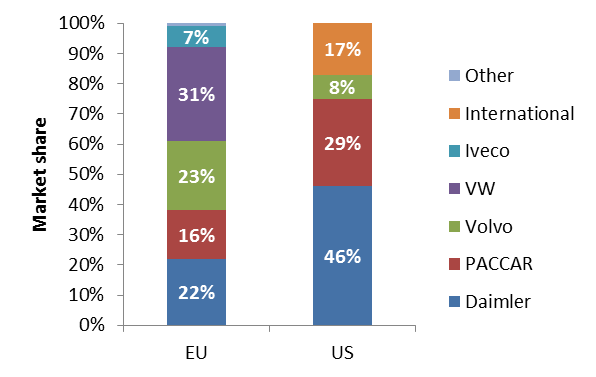 Market share
100%
90%
80%
70%
60%
50%
40%
30%
20%
10%
0%
7%
31%
23%
16%
22%
17%
8%
29%
46%
EU
US
Other
International
Iveco
VW
Volvo
PACCAR
Daimler